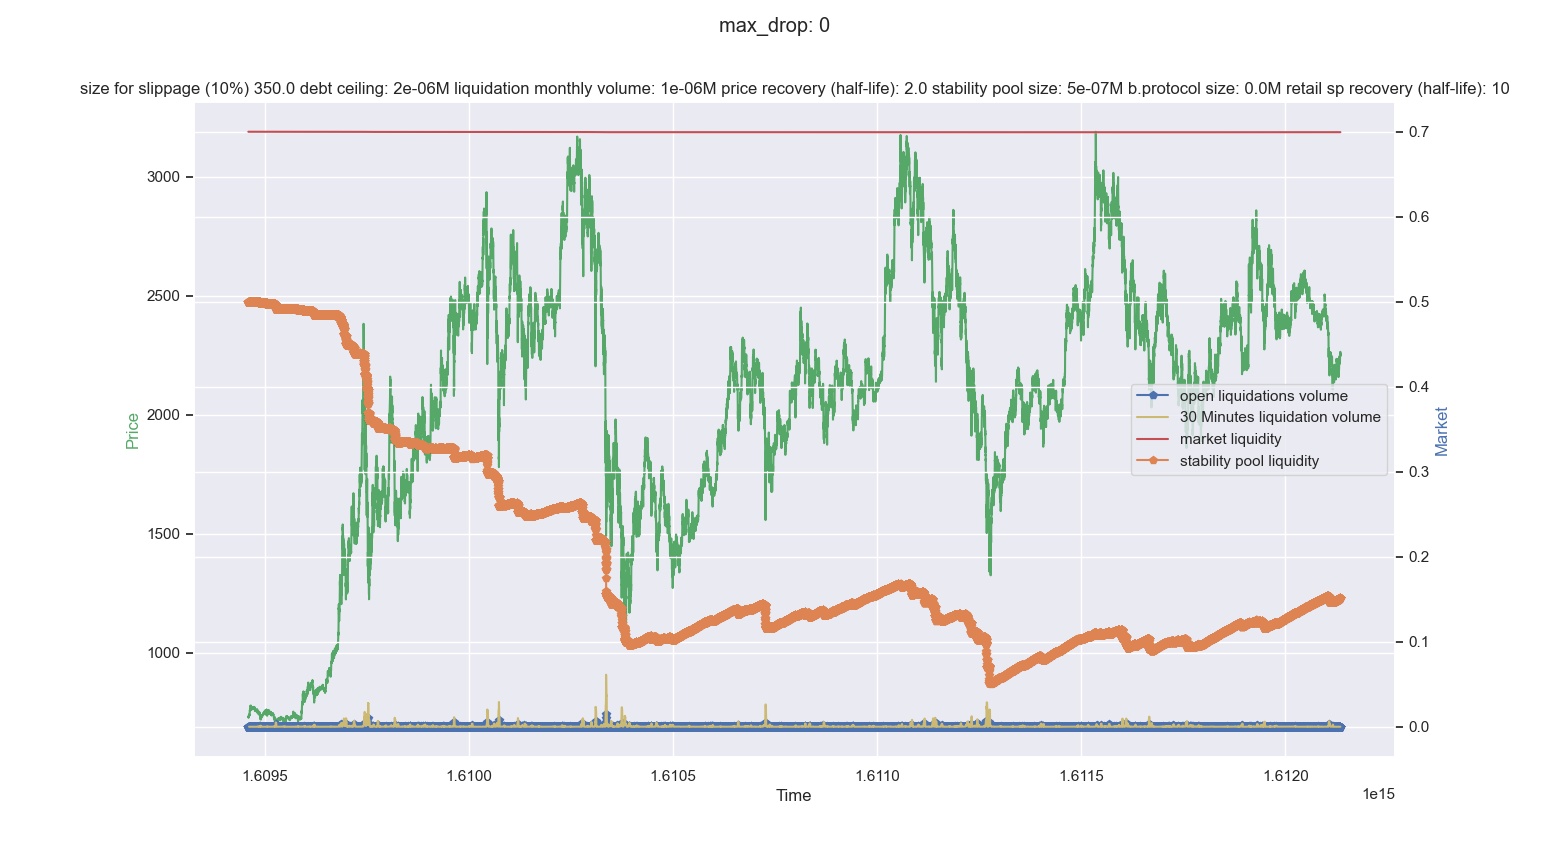 max_drop: 0
size for slippage (10%) 350.0 debt ceiling: 2e-06M liquidation monthly volume: 1e-06M price recovery (half-life): 2.0 stability pool size: 5e-07M b.protocol size: 0.0M retail sp recovery (half-life): 10
3000
2500
2000
1500
1000
Price
0.7
0.6
0.5
0.4
0.3
0.2
0.1
0.0
Market
open liquidations volume
30 Minutes liquidation volume
market liquidity
stability pool liquidity
1.6095 1.6100 1.6105 1.6110 1.6115 1.6120
Time
1e15